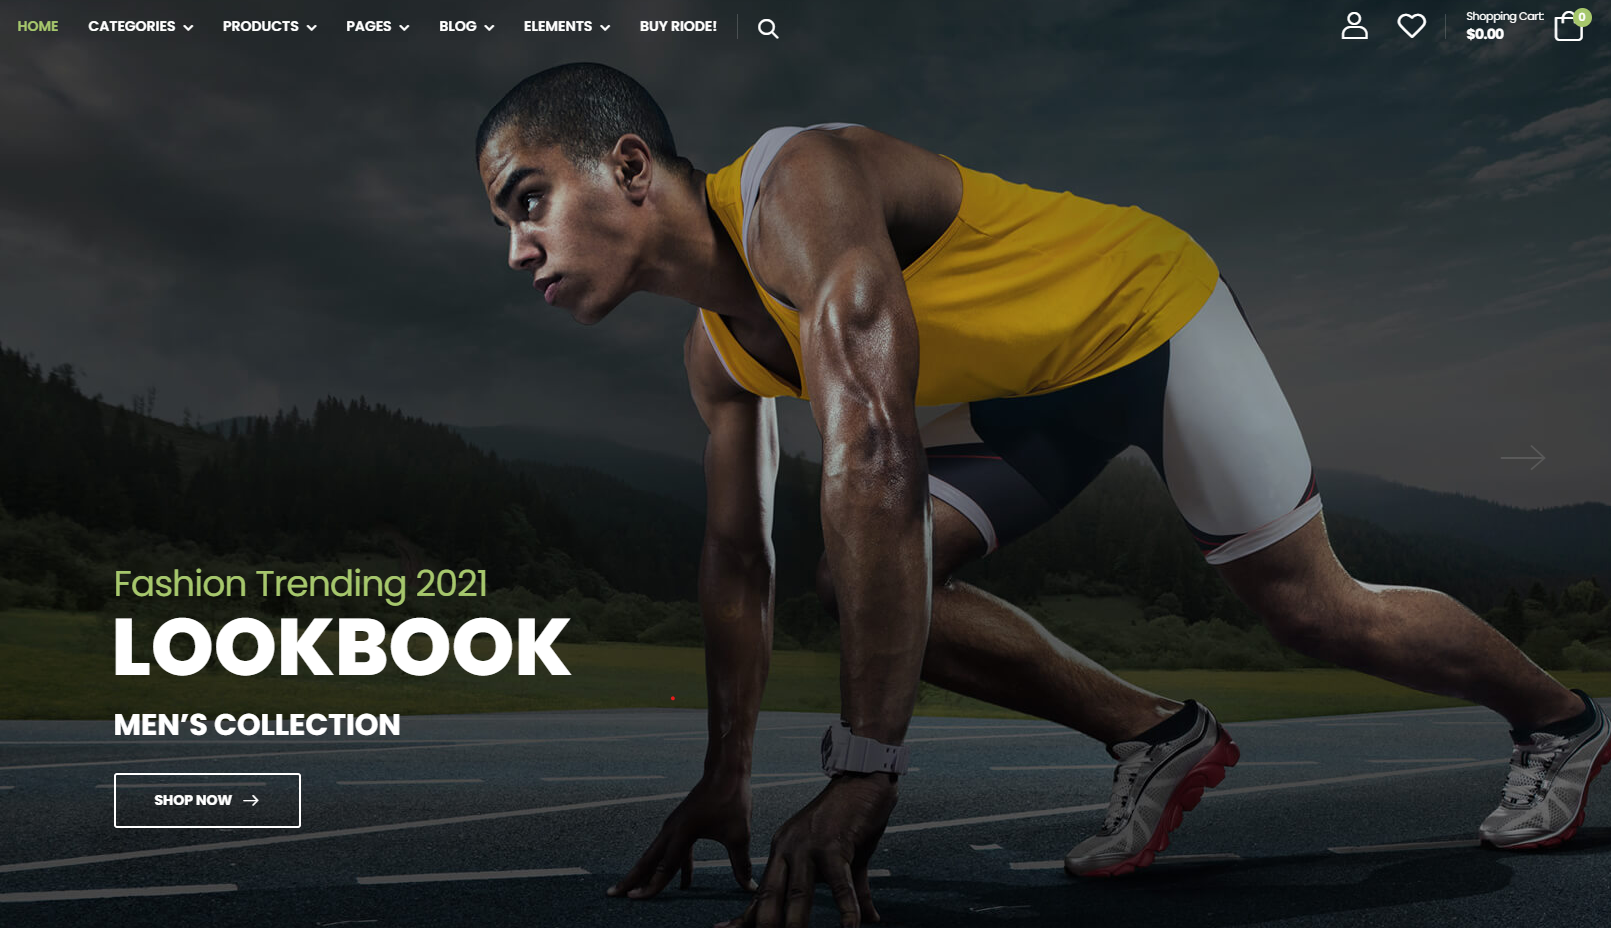 HOME CATEGORIES PRODUCTS PAGES BLOG ELEMENTS BUY RIODE!
Shopping Cart: 0
$0.00
Fashion Trending 2021
LOOKBOOK
MEN’S COLLECTION
SHOP NOW